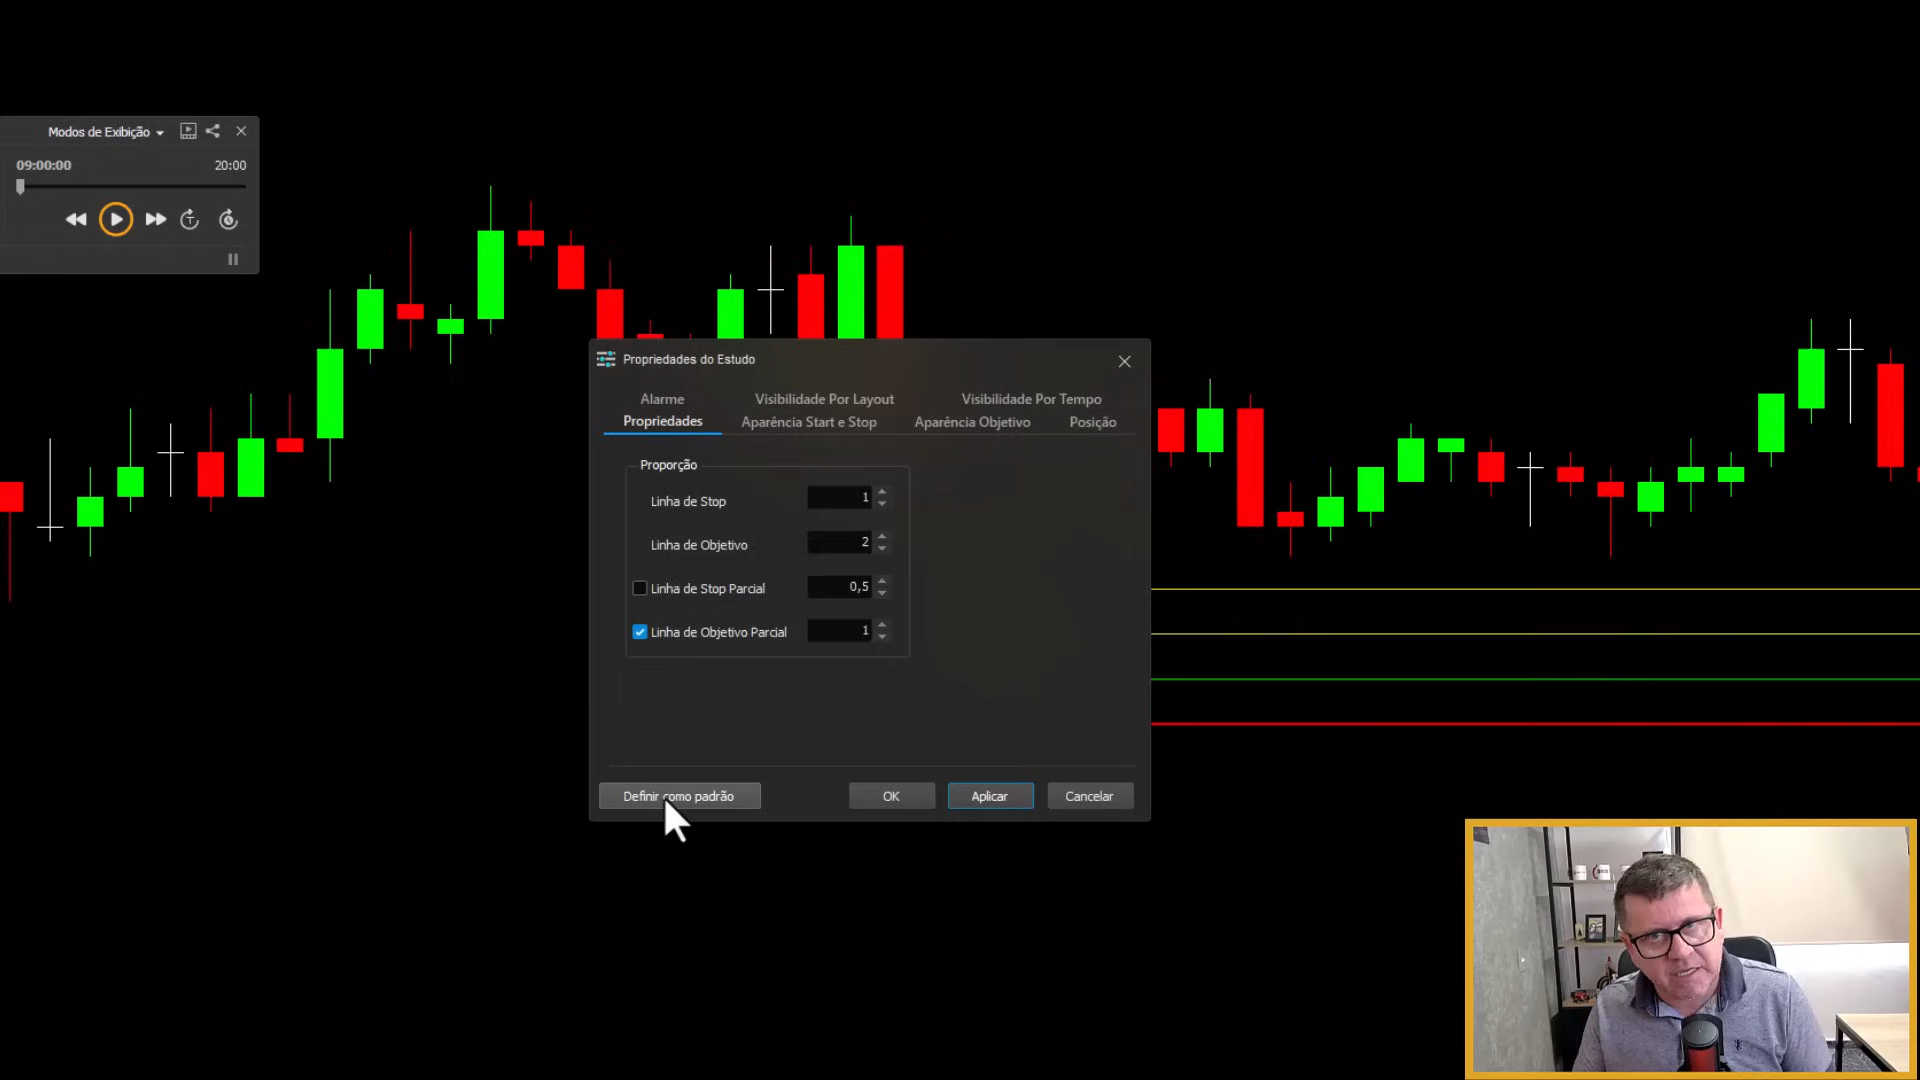 Modos de Exibição
09:00:00 20:00
Propriedades do Estudo
Alarme Visibilidade Por Layout Visibilidade Por Tempo
Propriedades Aparência Start e Stop Aparência Objetivo Posição
Proporção
Linha de Stop 1
Linha de Objetivo 2
Linha de Stop Parcial 0,5
Linha de Objetivo Parcial 1
Definir como padrão OK Aplicar Cancelar